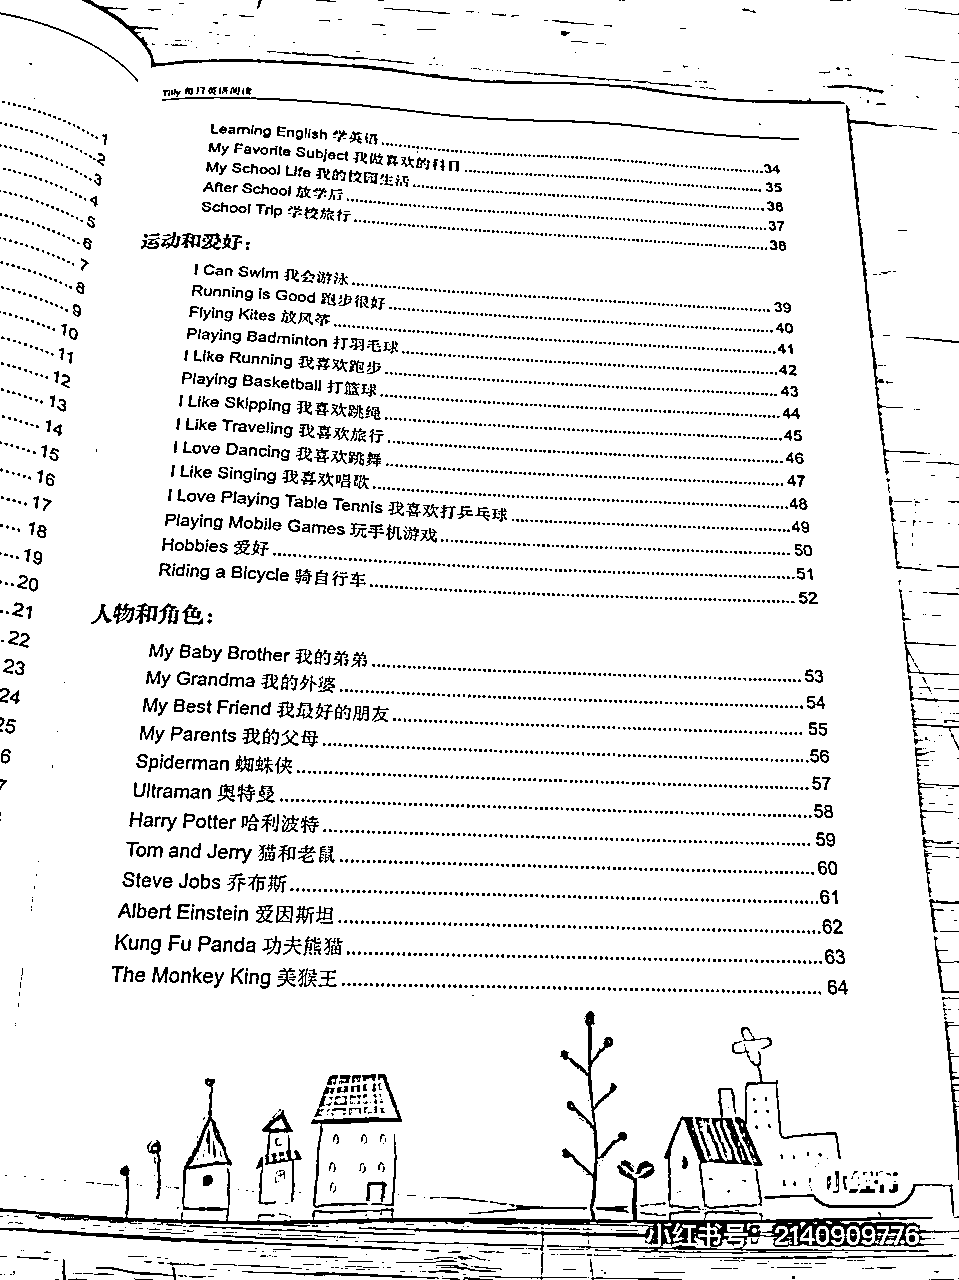 1
2
3
4
5
6
7
8
9
10
11
12
13
14
15
16
17
18
19
20
21
22
23
24
25
6
7
Tilly 每日英语阅读
Learning English 学英语 34
My Favorite Subject 我做喜欢的科目 35
My School Life 我的校园生活 36
After School 放学后 37
School Trip 学校旅行 38
运动和爱好：
I Can Swim 我会游泳 39
Running is Good 跑步很好 40
Flying Kites 放风筝 41
Playing Badminton 打羽毛球 42
I Like Running 我喜欢跑步 43
Playing Basketball 打篮球 44
I Like Skipping 我喜欢跳绳 45
I Like Traveling 我喜欢旅行 46
I Love Dancing 我喜欢跳舞 47
I Like Singing 我喜欢唱歌 48
I Love Playing Table Tennis 我喜欢打乒乓球 49
Playing Mobile Games 玩手机游戏 50
Hobbies 爱好 51
Riding a Bicycle 骑自行车 52
人物和角色：
My Baby Brother 我的弟弟 53
My Grandma 我的外婆 54
My Best Friend 我最好的朋友 55
My Parents 我的父母 56
Spiderman 蜘蛛侠 57
Ultraman 奥特曼 58
Harry Potter 哈利波特 59
Tom and Jerry 猫和老鼠 60
Steve Jobs 乔布斯 61
Albert Einstein 爱因斯坦 62
Kung Fu Panda 功夫熊猫 63
The Monkey King 美猴王 64
小红书
小红书号：2140909776